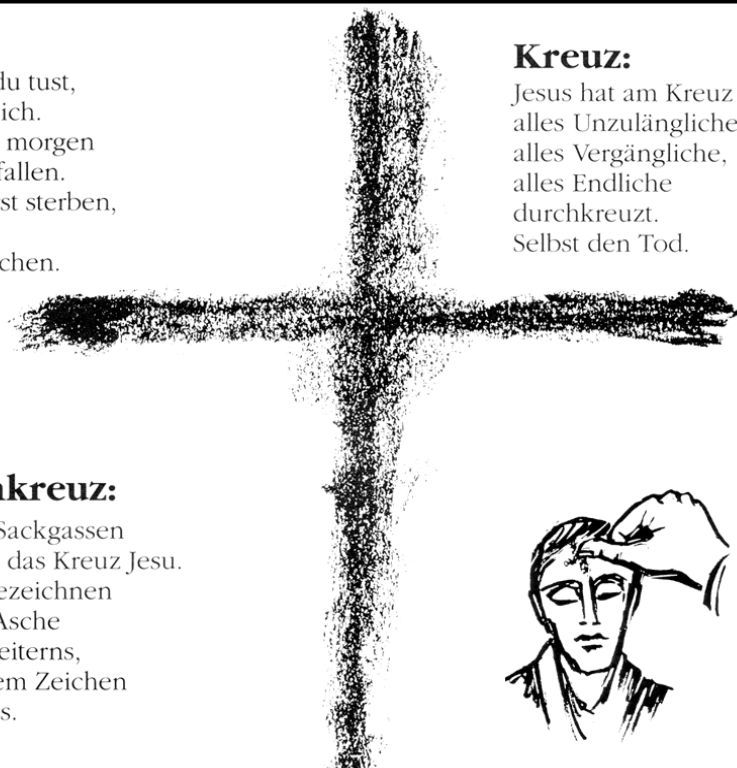 du tust,
ich.
morgen
fallen.
st sterben,
chen.
Kreuz:
Jesus hat am Kreuz
alles Unzulängliche
alles Vergängliche,
alles Endliche
durchkreuzt.
Selbst den Tod.
kreuz:
Sackgassen
das Kreuz Jesu.
ezeichnen
Asche
eiterns,
em Zeichen
s.